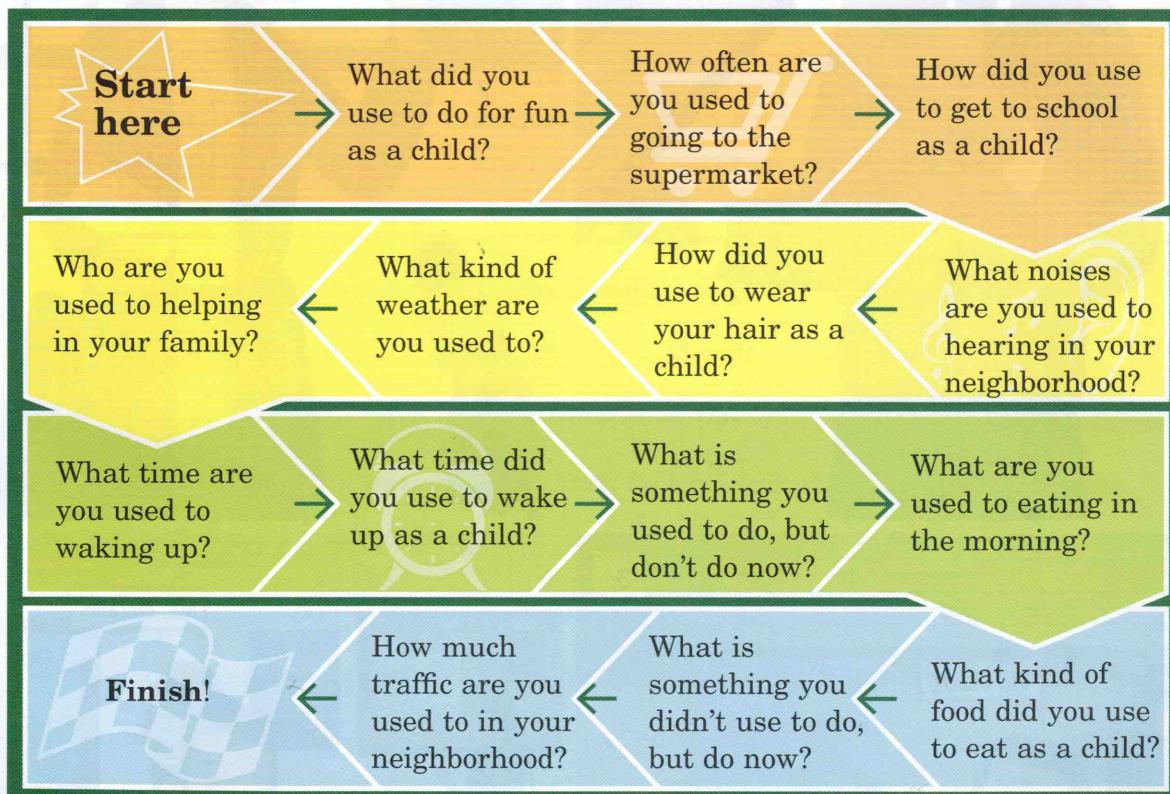 Start
here
What did you
use to do for fun
as a child?
How often are
you used to
going to the
supermarket?
How did you use
to get to school
as a child?
What noises
are you used to
hearing in your
neighborhood?
How did you
use to wear
your hair as a
child?
What kind of
weather are
you used to?
Who are you
used to helping
in your family?
What time are
you used to
waking up?
What time did
you use to wake
up as a child?
What is
something you
used to do, but
don't do now?
What are you
used to eating in
the morning?
What kind of
food did you use
to eat as a child?
What is
something you
didn't use to do,
but do now?
How much
traffic are you
used to in your
neighborhood?
Finish!